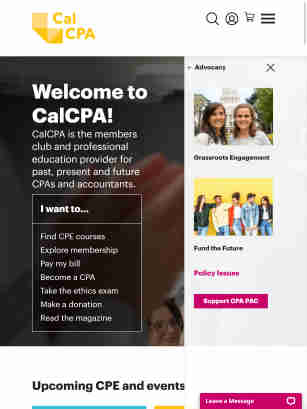 Cal
CPA
Advocacy
Welcome to
CalCPA!
CalCPA is the members
club and professional
education provider for
past, present and future
CPAs and accountants.
I want to...
Find CPE courses
Explore membership
Pay my bill
Become a CPA
Take the ethics exam
Make a donation
Read the magazine
Grassroots Engagement
Fund the Future
Policy Issues
Support CPA PAC
Upcoming CPE and events
Leave a Message